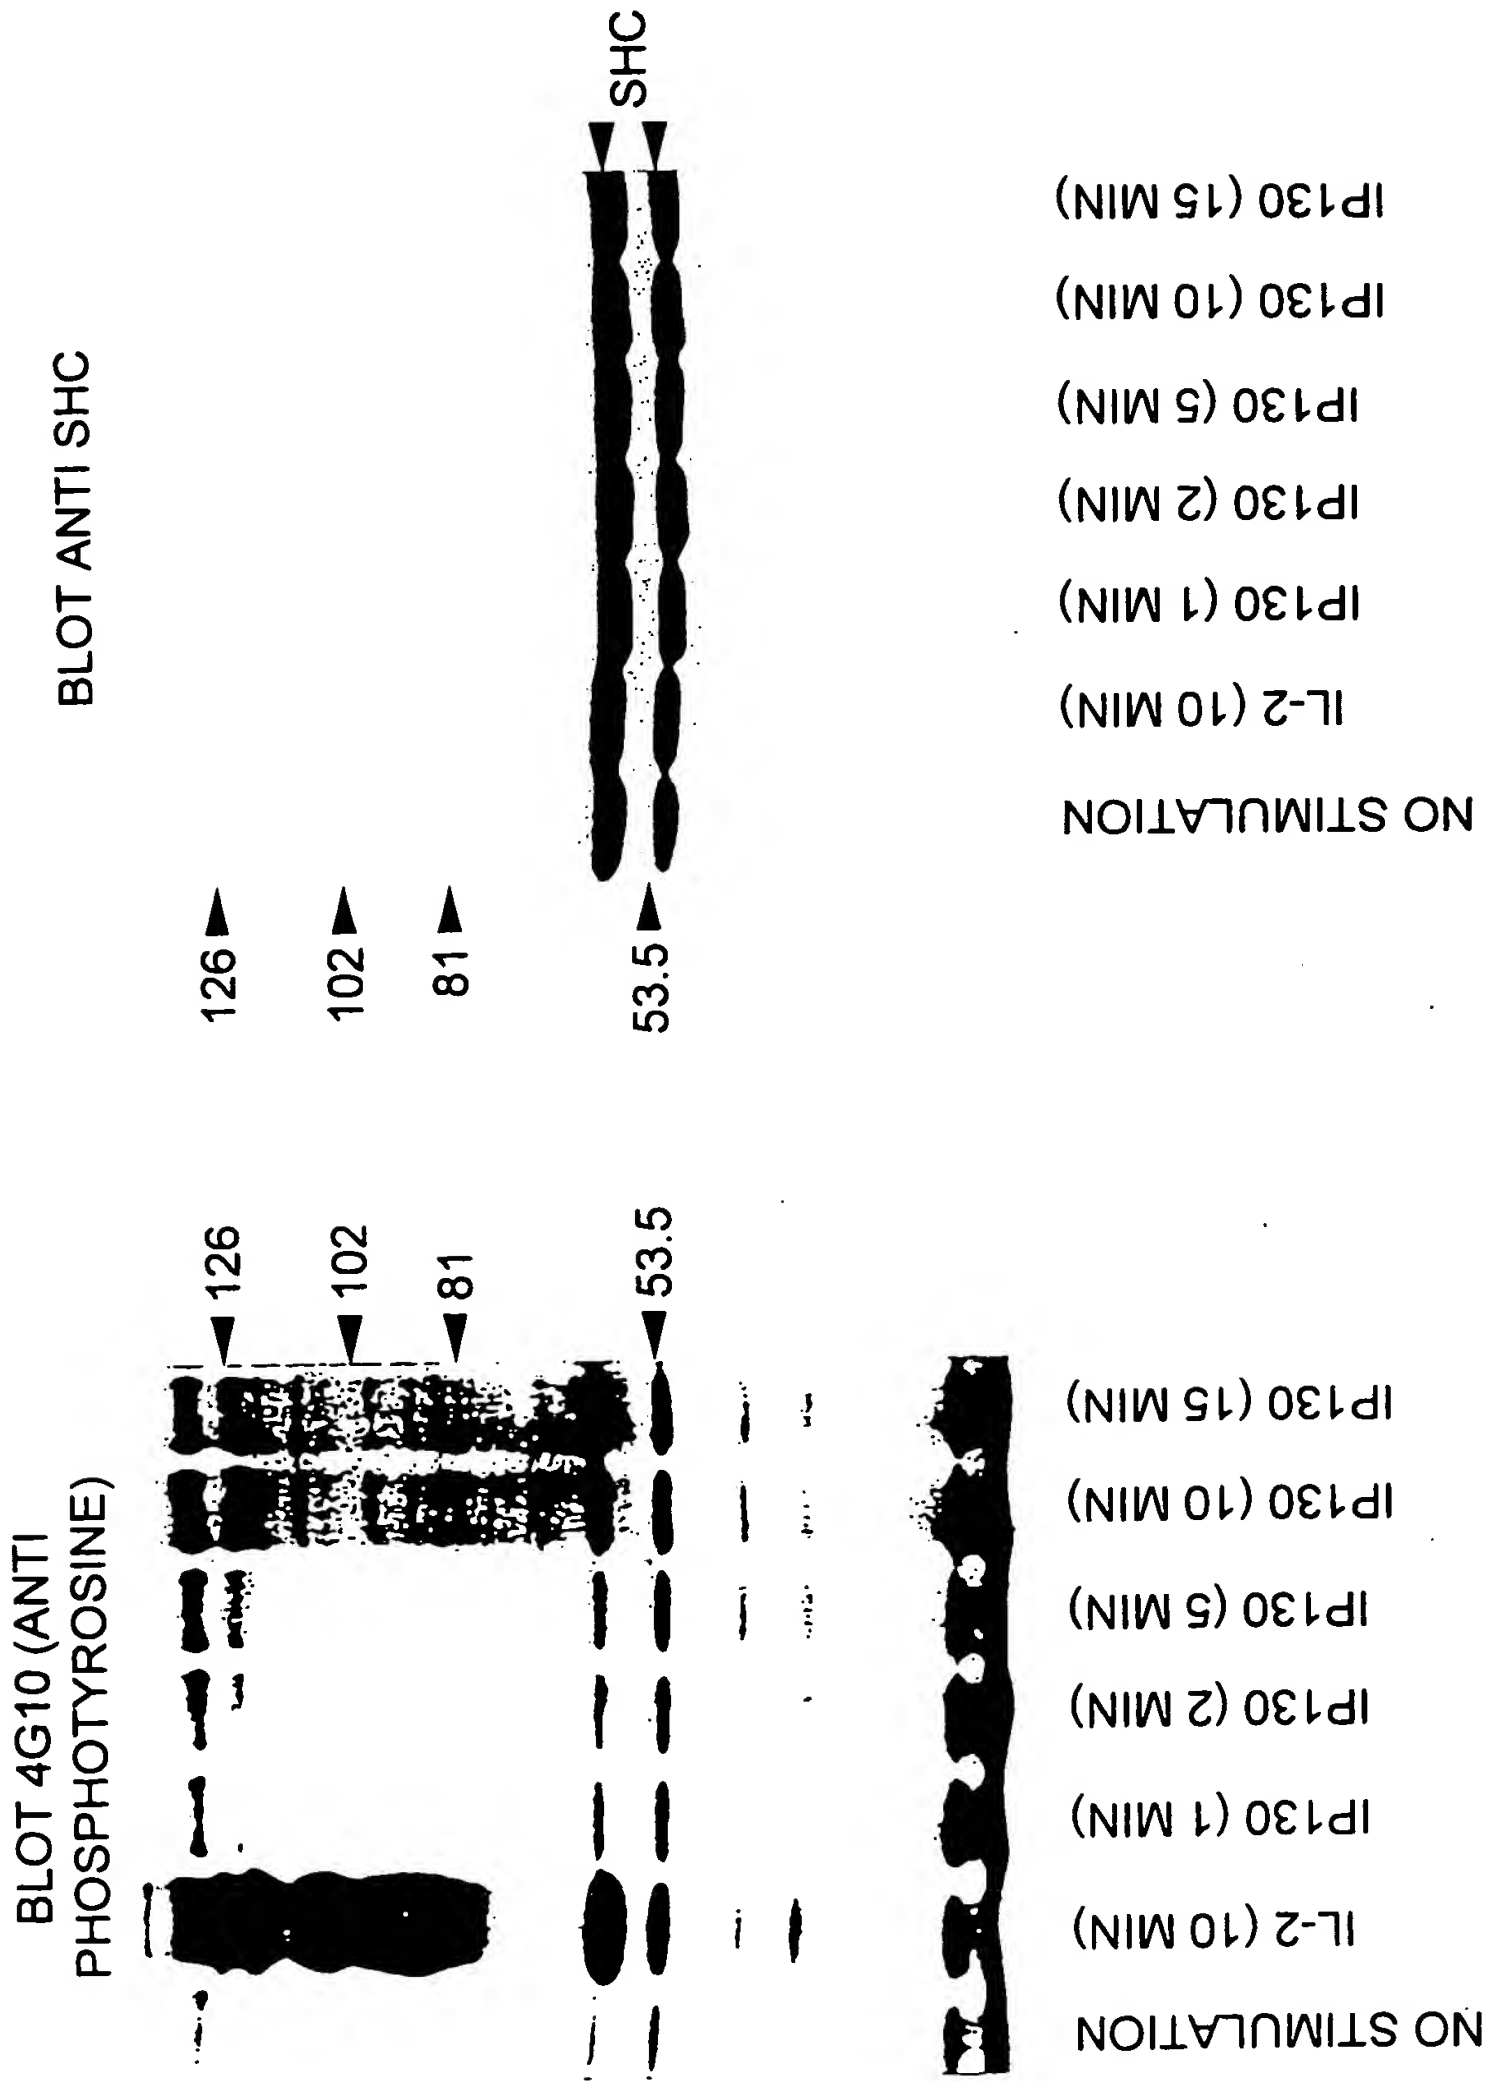 BLOT 4G10 (ANTI
PHOSPHOTYROSINE)
126
102
81
53.5
NO STIMULATION
IL-2 (10 MIN)
IP130 (1 MIN)
IP130 (2 MIN)
IP130 (5 MIN)
IP130 (10 MIN)
IP130 (15 MIN)
BLOT ANTI SHC
126
102
81
53.5
SHC
NO STIMULATION
IL-2 (10 MIN)
IP130 (1 MIN)
IP130 (2 MIN)
IP130 (5 MIN)
IP130 (10 MIN)
IP130 (15 MIN)